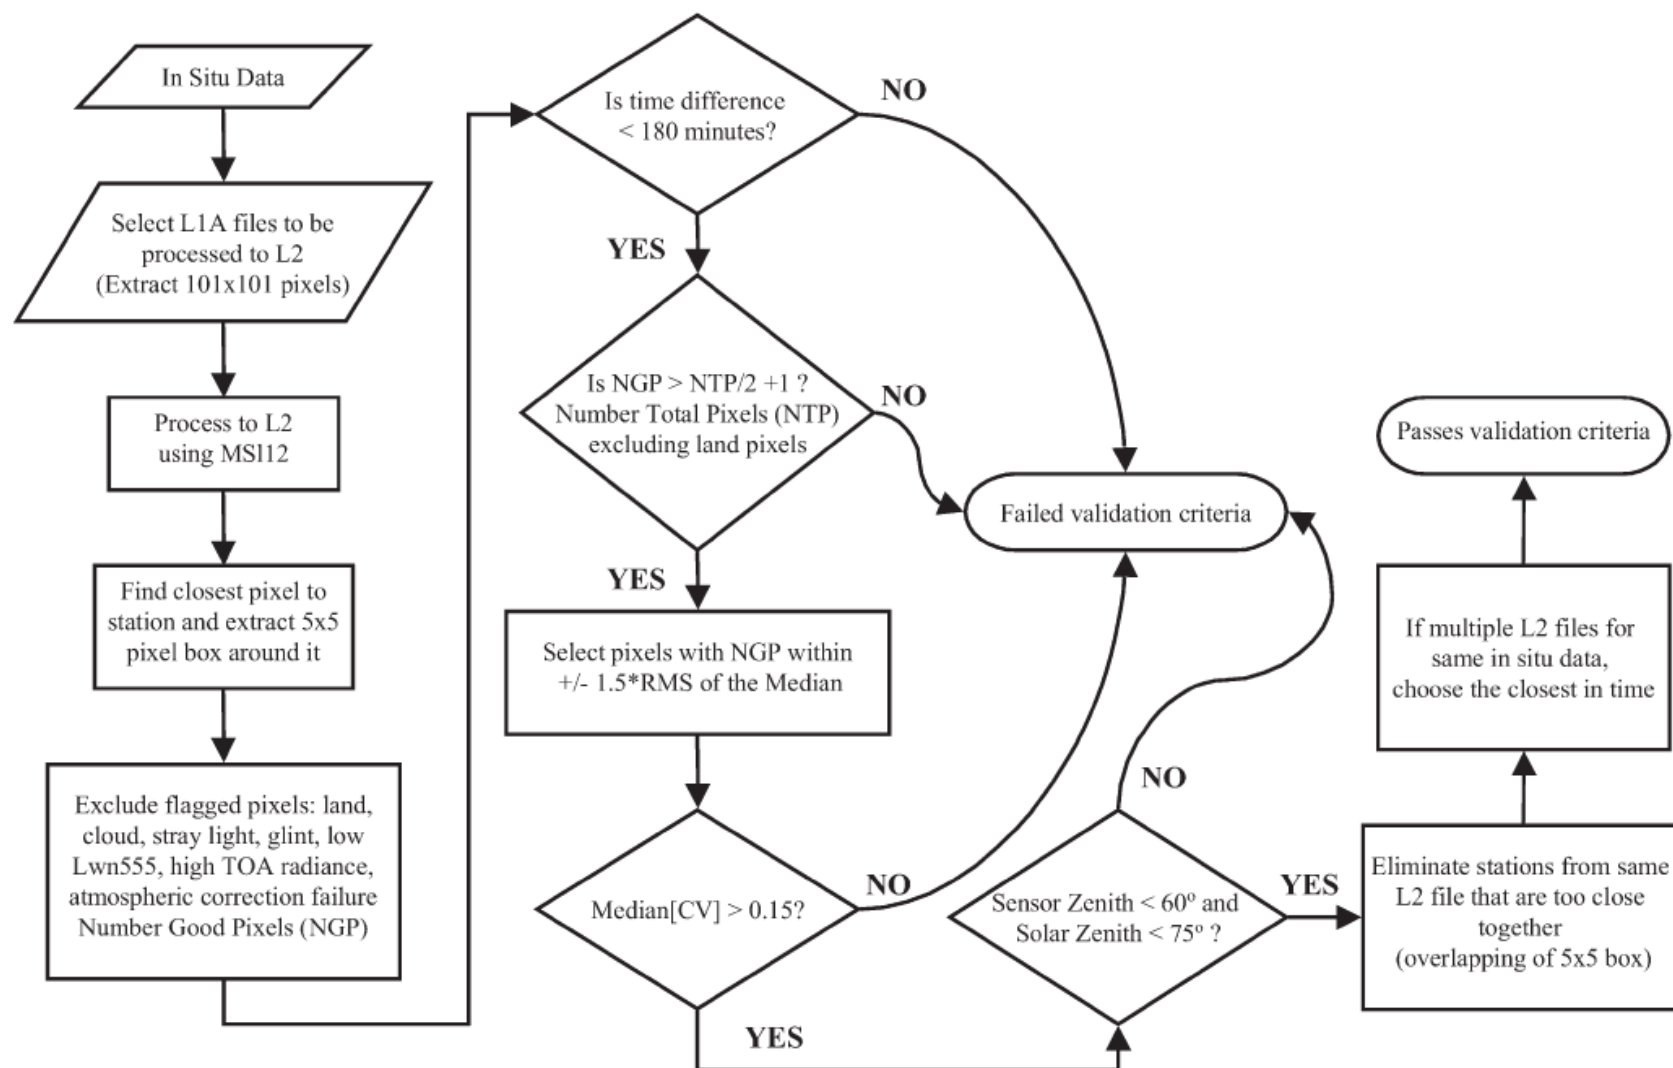 In Situ Data
Select L1A files to be
processed to L2
(Extract 101x101 pixels)
Process to L2
using MSl12
Find closest pixel to
station and extract 5x5
pixel box around it
Exclude flagged pixels: land,
cloud, stray light, glint, low
Lwn555, high TOA radiance,
atmospheric correction failure
Number Good Pixels (NGP)
Is time difference
< 180 minutes?
NO
YES
Is NGP > NTP/2 +1 ?
Number Total Pixels (NTP)
excluding land pixels
NO
YES
Select pixels with NGP within
+/- 1.5*RMS of the Median
Median[CV] > 0.15?
NO
YES
Failed validation criteria
Sensor Zenith < 60º and
Solar Zenith < 75º ?
NO
YES
Eliminate stations from same
L2 file that are too close
together
(overlapping of 5x5 box)
If multiple L2 files for
same in situ data,
choose the closest in time
Passes validation criteria